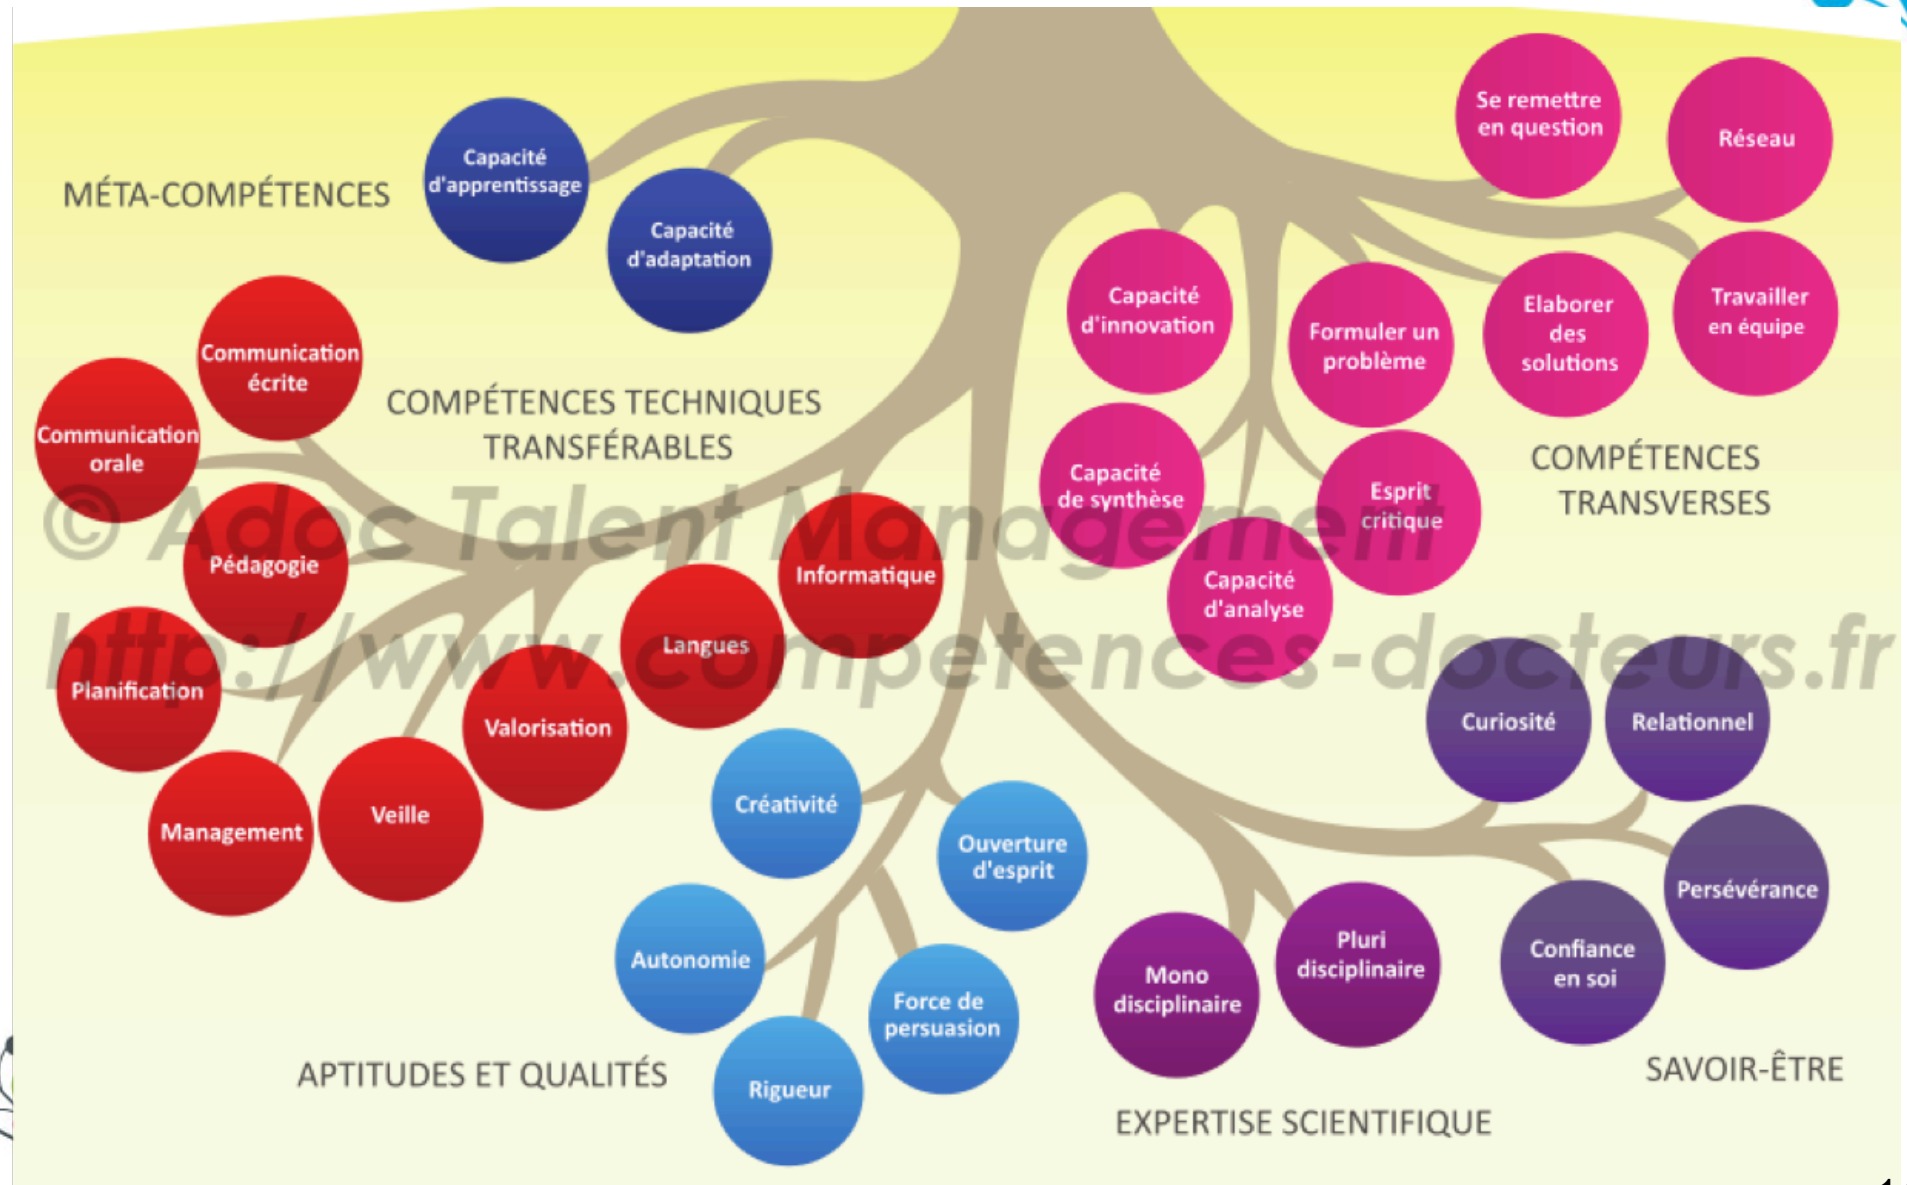 MÉTA-COMPÉTENCES
Capacité
d'apprentissage
Capacité
d'adaptation
COMPÉTENCES TECHNIQUES
TRANSFÉRABLES
Communication
écrite
Communication
orale
Pédagogie
Planification
Management
Veille
Valorisation
Langues
Informatique
Se remettre
en question
Réseau
Capacité
d'innovation
Formuler un
problème
Elaborer
des
solutions
Travailler
en équipe
Capacité
de synthèse
Esprit
critique
Capacité
d'analyse
COMPÉTENCES
TRANSVERSES
© Adoc Talent Management
http://www.competences-docteurs.fr
Créativité
Ouverture
d'esprit
Autonomie
Force de
persuasion
Rigueur
APTITUDES ET QUALITÉS
Mono
disciplinaire
Pluri
disciplinaire
EXPERTISE SCIENTIFIQUE
Curiosité
Relationnel
Persévérance
Confiance
en soi
SAVOIR-ÊTRE